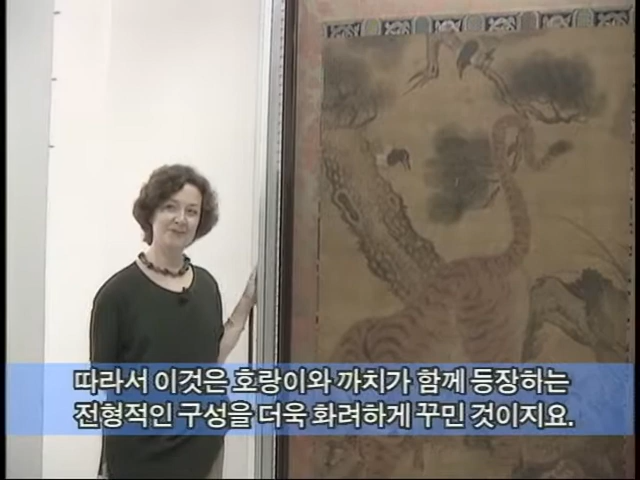 따라서 이것은 호랑이와 까치가 함께 등장하는
전형적인 구성을 더욱 화려하게 꾸민 것이지요.